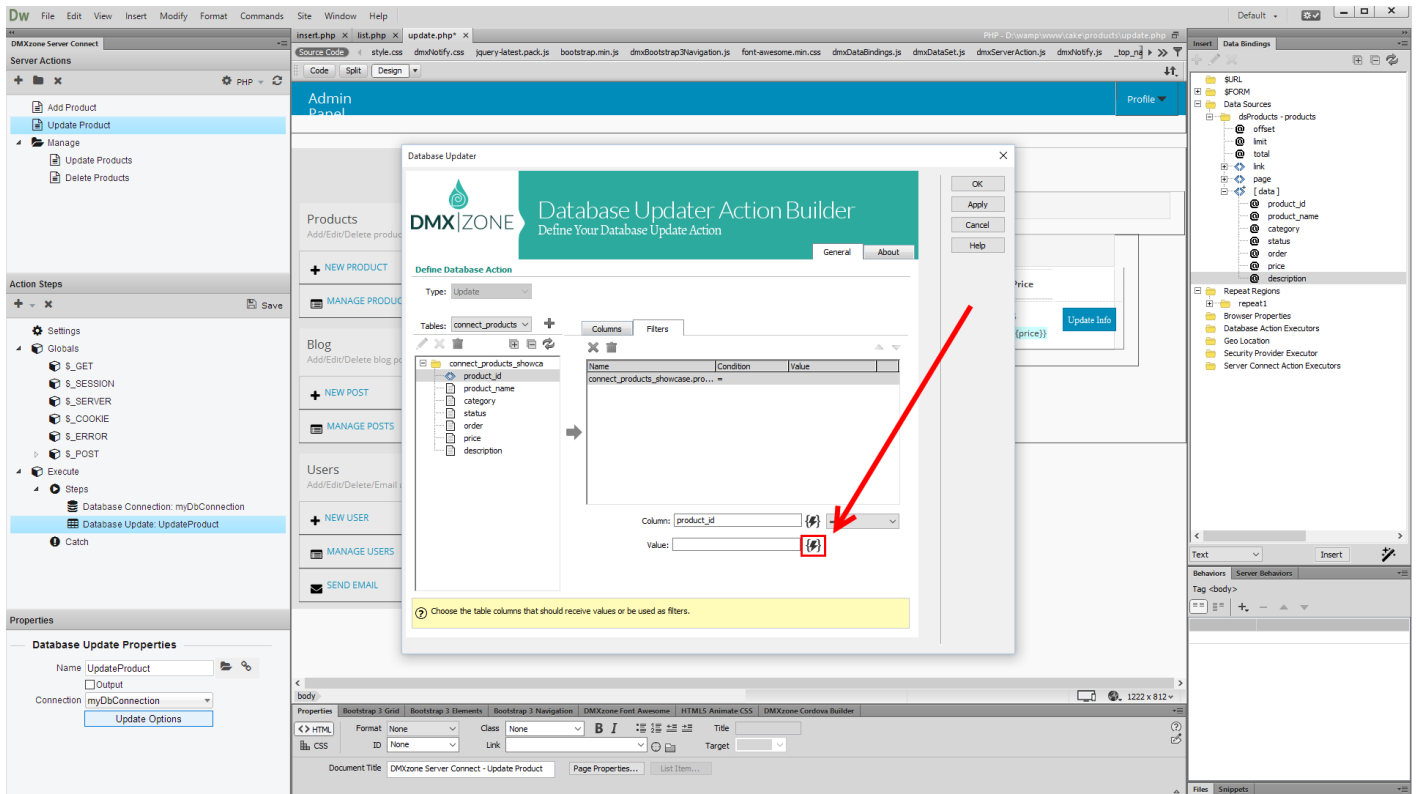 DW File Edit View Insert Modify Format Commands Site Window Help Default
DMXzone Server Connect
Server Actions
PHP
Add Product
Update Product
Manage
Update Products
Delete Products
Action Steps
Save
Settings
Globals
$_GET
$_SESSION
$_SERVER
$_COOKIE
$_ERROR
$_POST
Execute
Steps
Database Connection: myDbConnection
Database Update: UpdateProduct
Catch
Properties
Database Update Properties
Name UpdateProduct
Output
Connection myDbConnection
Update Options
insert.php × list.php × update.php* × PHP - D:\wamp\www\cake\products\update.php
Source Code style.css dmxNotify.css jquery-latest.pack.js bootstrap.min.js dmxBootstrap3Navigation.js font-awesome.min.css dmxDataBindings.js dmxDataSet.js dmxServerAction.js dmxNotify.js _top_na
Code Split Design
Admin
Panel
Profile
Products
Add/Edit/Delete produc
NEW PRODUCT
MANAGE PRODUC
Blog
Add/Edit/Delete blog po
NEW POST
MANAGE POSTS
Users
Add/Edit/Delete/Email
NEW USER
MANAGE USERS
SEND EMAIL
Price
{price}}
Update Info
Database Updater
DMX|ZONE
Database Updater Action Builder
Define Your Database Update Action
General About
OK
Apply
Cancel
Help
Define Database Action
Type: Update
Tables: connect_products
Columns Filters
connect_products_showca
product_id
product_name
category
status
order
price
description
Name Condition Value
connect_products_showcase.pro... =
Column: product_id
Value:
Choose the table columns that should receive values or be used as filters.
body
1222 x 812
Properties Bootstrap 3 Grid Bootstrap 3 Elements Bootstrap 3 Navigation DMXzone Font Awesome HTML5 Animate CSS DMXzone Cordova Builder
<> HTML Format None Class None B I Title
CSS ID None Link Target
Document Title DMXzone Server Connect - Update Product Page Properties... List Item...
Insert Data Bindings
$URL
$FORM
Data Sources
dsProducts - products
offset
limit
total
link
page
[ data ]
product_id
product_name
category
status
order
price
description
Repeat Regions
repeat1
Browser Properties
Database Action Executors
Geo Location
Security Provider Executor
Server Connect Action Executors
Text Insert
Behaviors Server Behaviors
Tag <body>
Files Snippets